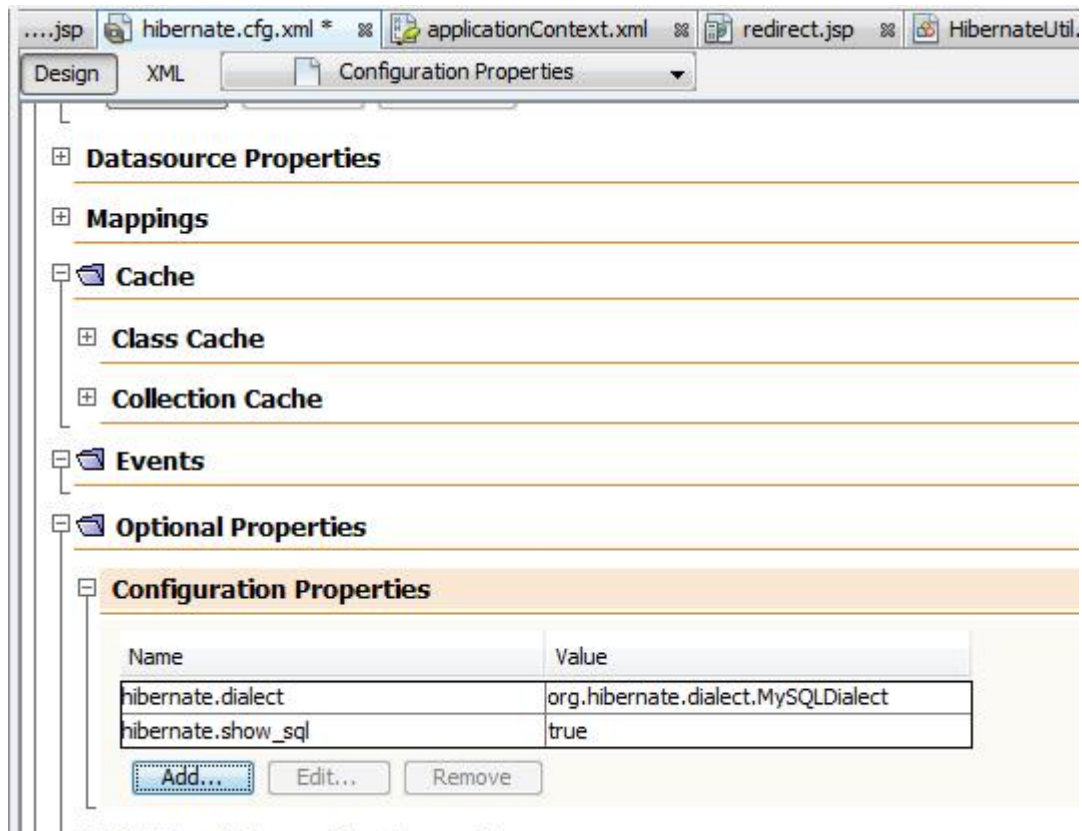 ....jsp hibernate.cfg.xml * applicationContext.xml redirect.jsp HibernateUtil.
Design XML Configuration Properties
Datasource Properties
Mappings
Cache
Class Cache
Collection Cache
Events
Optional Properties
Configuration Properties
Name Value
hibernate.dialect org.hibernate.dialect.MySQLDialect
hibernate.show_sql true
Add... Edit... Remove